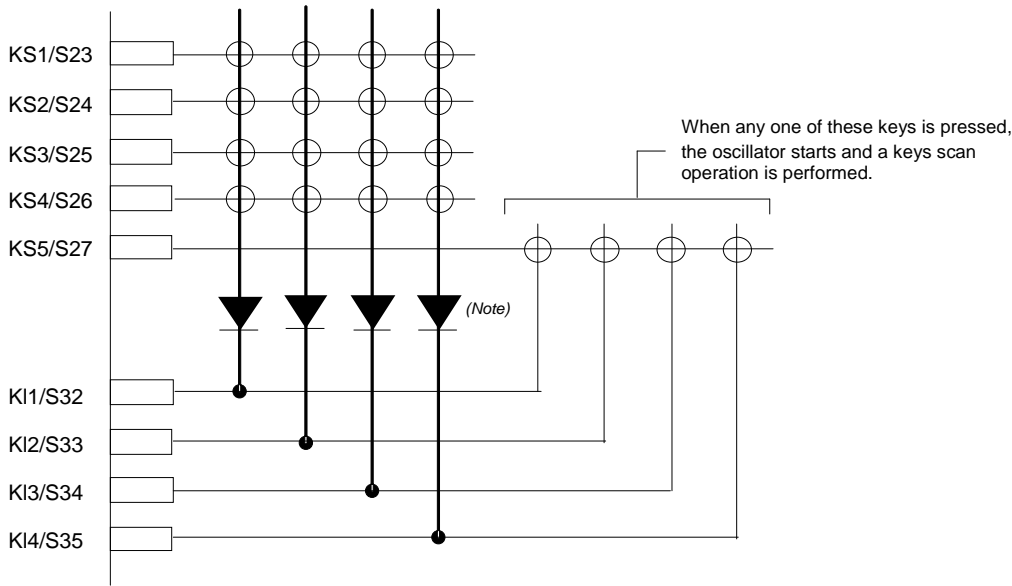 KS1/S23
KS2/S24
KS3/S25
KS4/S26
KS5/S27
When any one of these keys is pressed,
the oscillator starts and a keys scan
operation is performed.
(Note)
KI1/S32
KI2/S33
KI3/S34
KI4/S35